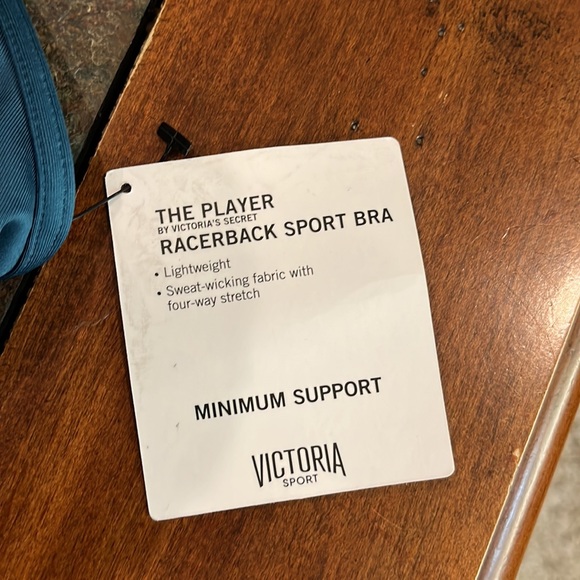 THE PLAYER
BY VICTORIA'S SECRET
RACERBACK SPORT BRA
• Lightweight
• Sweat-wicking fabric with
four-way stretch
MINIMUM SUPPORT
VICTORIA
SPORT